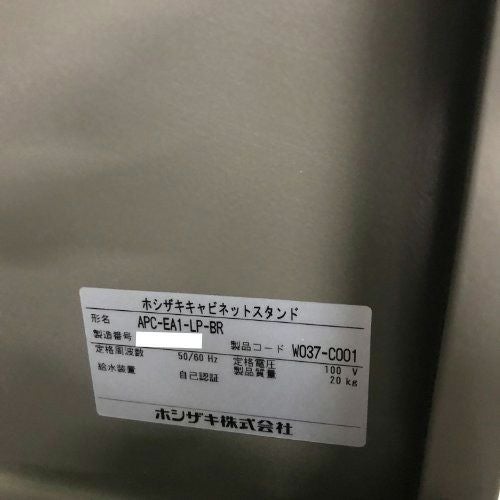 ホシザキキャビネットスタンド
形名 APC-EA1-LP-BR
製造番号 製品コード W037-C001
定格周波数 50/60 Hz 定格電圧 100 V
給水装置 自己認証 製品質量 20 kg
ホシザキ株式会社